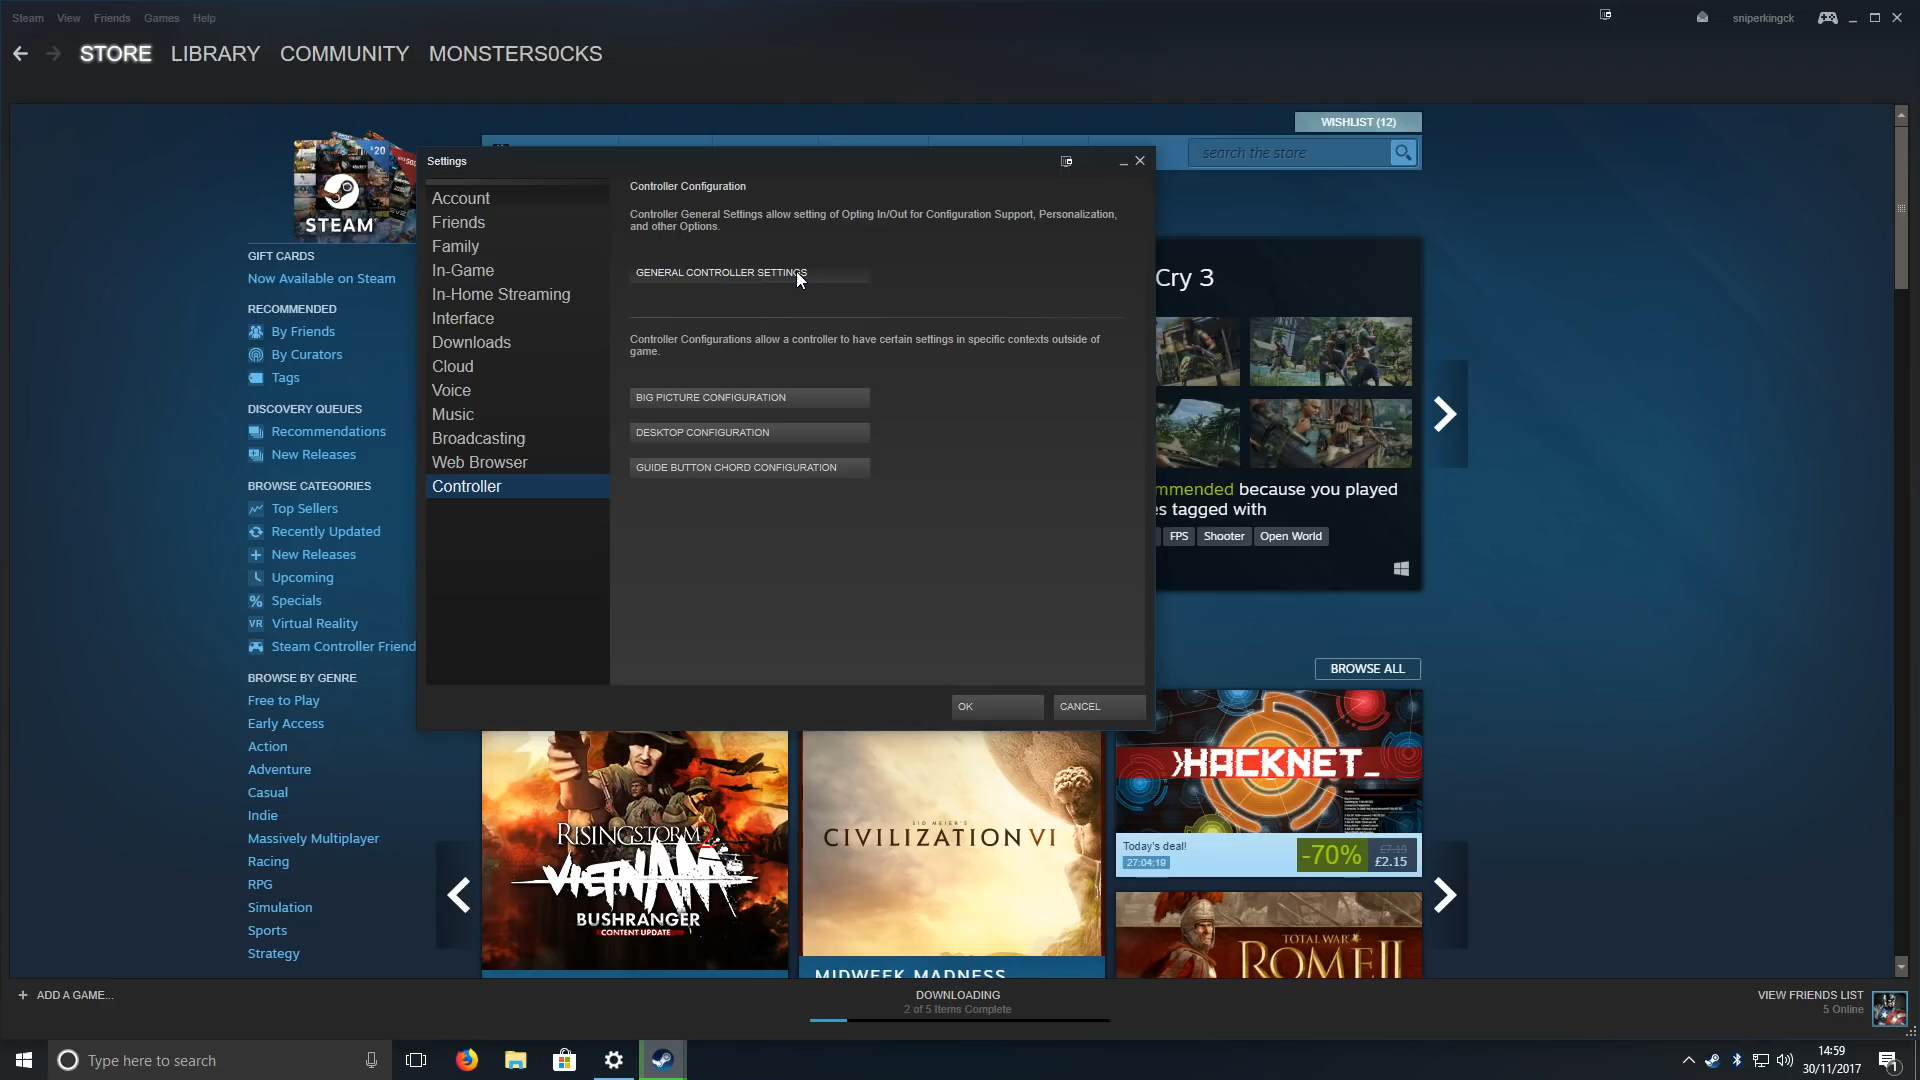 Steam View Friends Games Help
sniperkingck
STORE LIBRARY COMMUNITY MONSTERS0CKS
WISHLIST (12)
search the store
STEAM
GIFT CARDS
Now Available on Steam
RECOMMENDED
By Friends
By Curators
Tags
DISCOVERY QUEUES
Recommendations
New Releases
BROWSE CATEGORIES
Top Sellers
Recently Updated
New Releases
Upcoming
Specials
VR Virtual Reality
Steam Controller Friend
BROWSE BY GENRE
Free to Play
Early Access
Action
Adventure
Casual
Indie
Massively Multiplayer
Racing
RPG
Simulation
Sports
Strategy
Settings
Account
Friends
Family
In-Game
In-Home Streaming
Interface
Downloads
Cloud
Voice
Music
Broadcasting
Web Browser
Controller
Controller Configuration
Controller General Settings allow setting of Opting In/Out for Configuration Support, Personalization,
and other Options.
GENERAL CONTROLLER SETTINGS
Controller Configurations allow a controller to have certain settings in specific contexts outside of
game.
BIG PICTURE CONFIGURATION
DESKTOP CONFIGURATION
GUIDE BUTTON CHORD CONFIGURATION
OK CANCEL
Cry 3
mmended because you played
es tagged with
FPS Shooter Open World
BROWSE ALL
RISING STORM 2
VIETNAM
BUSHRANGER
CONTENT UPDATE
SID MEIER'S
CIVILIZATION VI
MIDWEEK MADNESS
HACKNET_
Today's deal!
27:04:19
-70% £7.19 £2.15
TOTAL WAR
ROME II
+ ADD A GAME...
DOWNLOADING
2 of 5 Items Complete
VIEW FRIENDS LIST
5 Online
Type here to search
14:59
30/11/2017
1